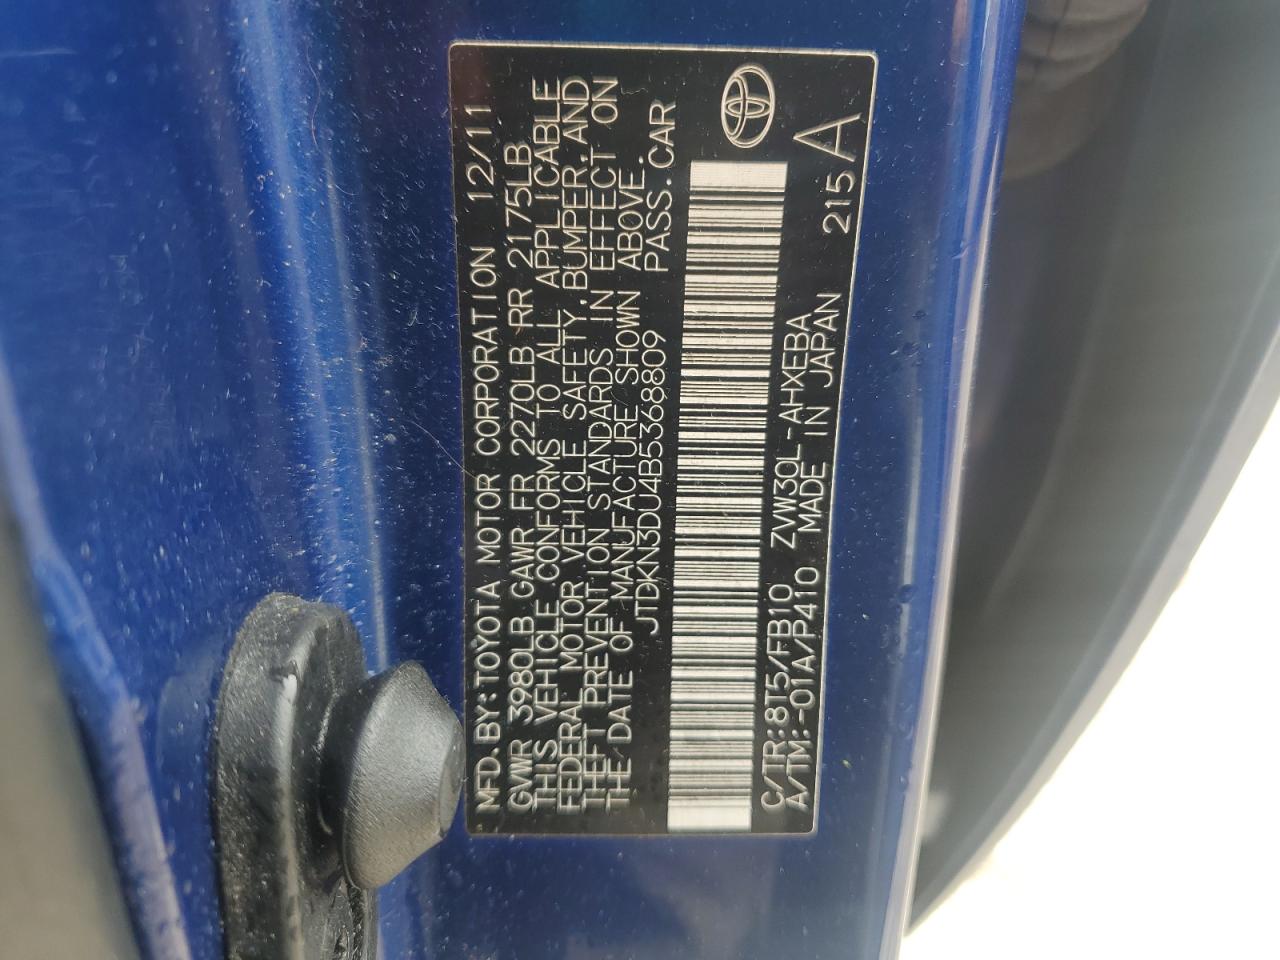 MFD.BY:TOYOTA MOTOR CORPORATION 12/11
GVWR 3980LB GAWR FR 2270LB RR 2175LB
THIS VEHICLE CONFORMS TO ALL APPLICABLE
FEDERAL MOTOR VEHICLE SAFETY,BUMPER,AND
THEFT PREVENTION STANDARDS IN EFFECT ON
THE DATE OF MANUFACTURE SHOWN ABOVE.
JTDKN3DU4B5368809 PASS.CAR
C/TR:8T5/FB10 ZVW30L-AHXEBA 215 A
A/TM:-01A/P410 MADE IN JAPAN